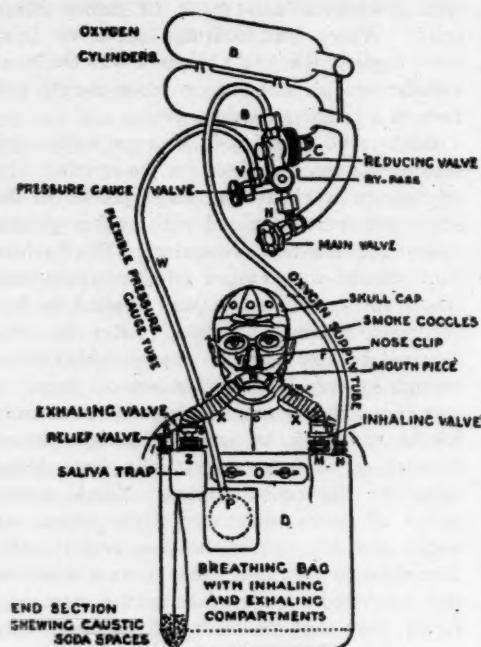 OXYGEN
CYLINDERS
B
B
C
REDUCING VALVE
BY-PASS
V
PRESSURE GAUGE VALVE
H
MAIN VALVE
FLEXIBLE PRESSURE
GAUGE TUBE
W
OXYGEN SUPPLY TUBE
SKULL CAP
SMOKE GOGGLES
NOSE CLIP
MOUTH PIECE
F
EXHALING VALVE
INHALING VALVE
RELIEF VALVE
X
X
Z
M
K
SALIVA TRAP
O
P
D
BREATHING BAG
WITH INHALING
AND EXHALING
COMPARTMENTS
END SECTION
SHEWING CAUSTIC
SODA SPACES